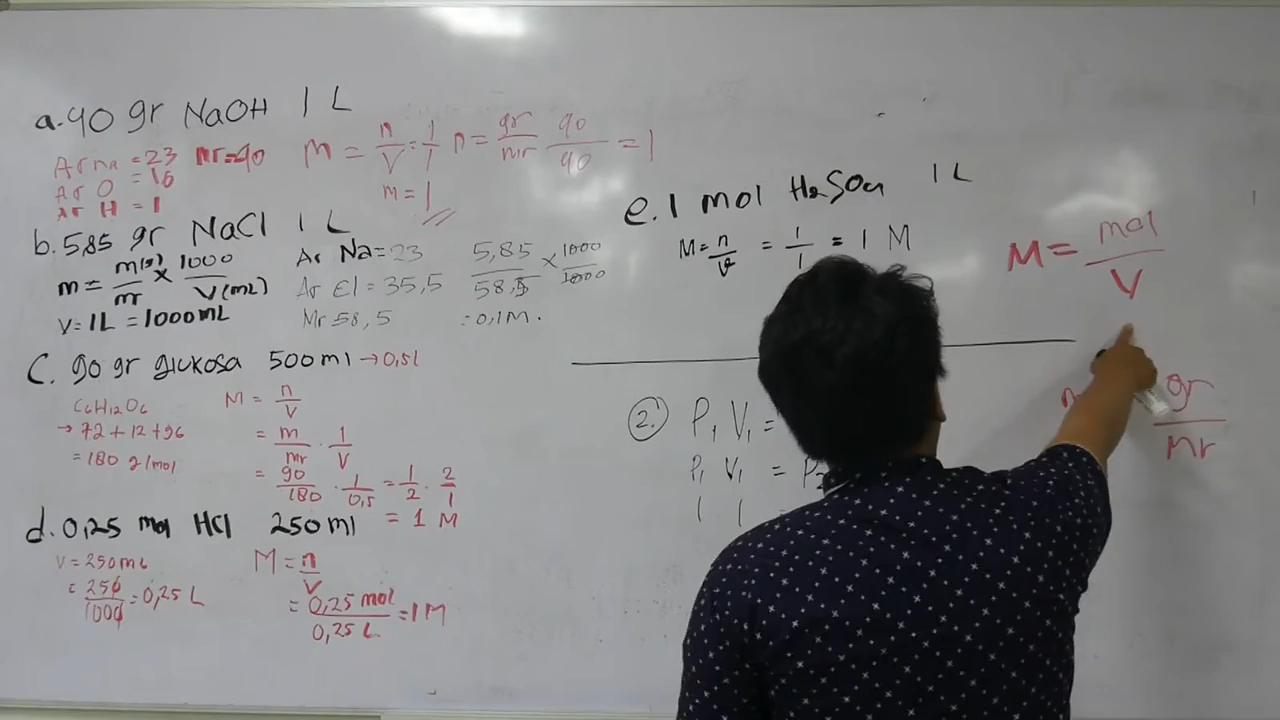 a. 40 gr NaOH 1 L
Ar Na = 23 mr = 40
Ar O = 16
Ar H = 1
M = n/V = 1/1 n = gr/mr 40/40 = 1
m = 1
b. 5,85 gr NaCl 1 L
m = m(g)/mr × 1000/V(mL)
V = 1L = 1000 mL
Ar Na = 23
Ar Cl = 35,5
Mr 58,5
5,85/58,5 × 1000/1000
= 0,1 M.
C. 90 gr glukosa 500 ml → 0,5 L
C6H12O6
→ 72 + 12 + 96
= 180 g/mol
M = n/V
= m/mr · 1/V
= 90/180 · 1/0,5 = 1/2 · 2/1
= 1 M
d. 0,25 mol HCl 250 ml
V = 250 mL
= 250/1000 = 0,25 L
M = n/V
= 0,25 mol/0,25 L = 1 M
e. 1 mol H2SO4 1 L
M = n/V = 1/1 = 1 M
2. P1 V1 =
P1 V1 = P2
1 1 =
M = mol/V
gr/Mr